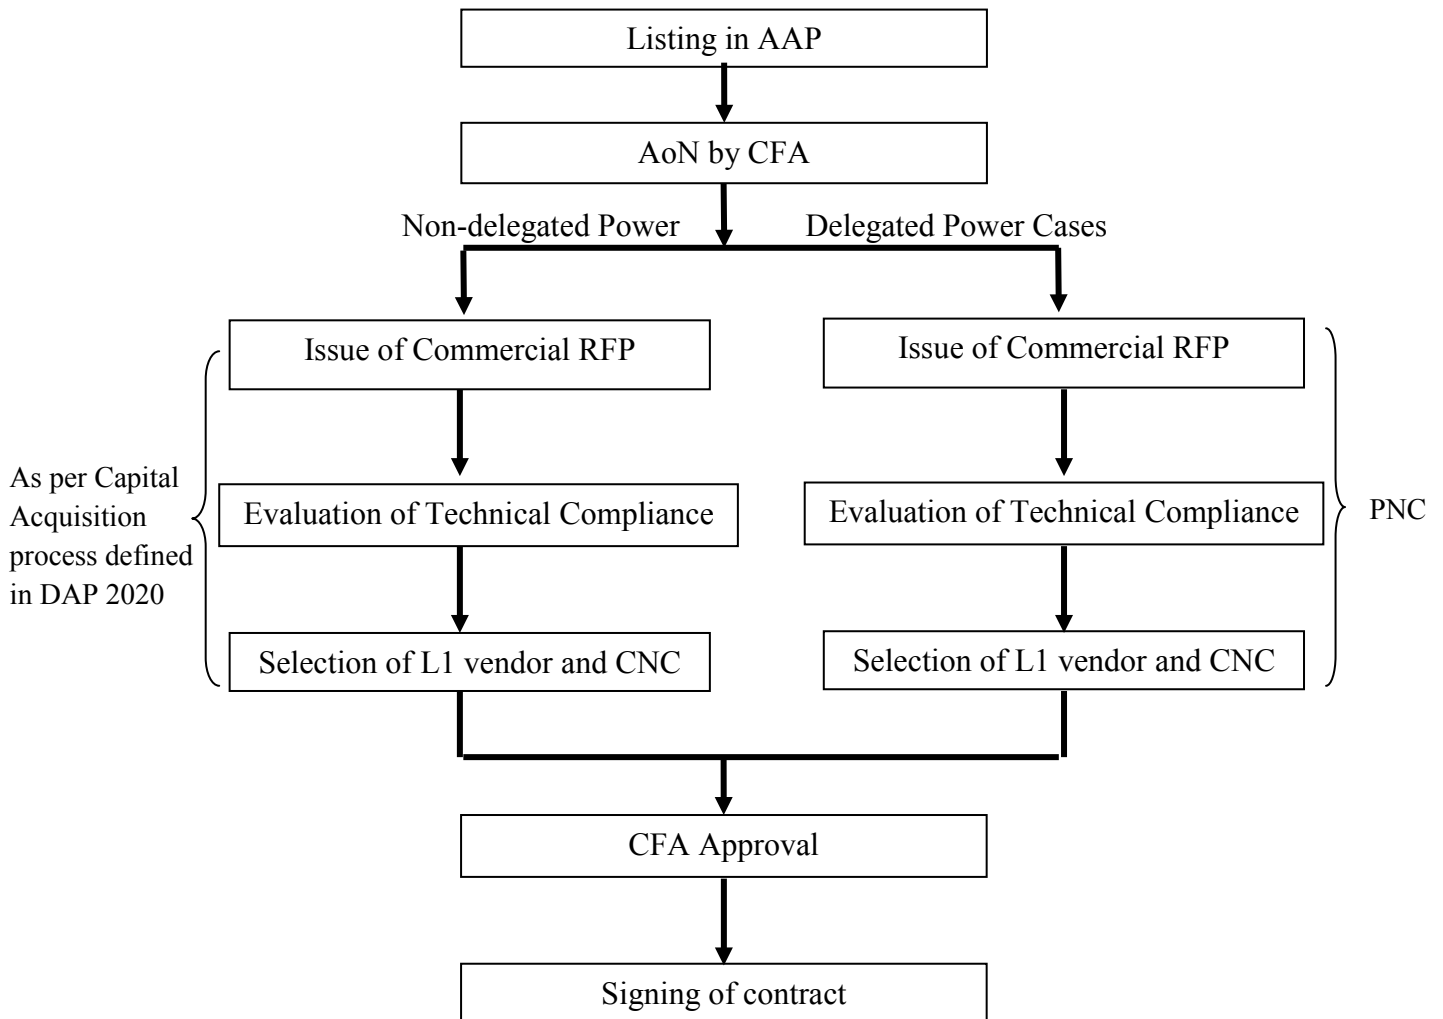 Listing in AAP
AoN by CFA
Non-delegated Power
Delegated Power Cases
Issue of Commercial RFP
Issue of Commercial RFP
As per Capital
Acquisition
process defined
in DAP 2020
Evaluation of Technical Compliance
Evaluation of Technical Compliance
PNC
Selection of L1 vendor and CNC
Selection of L1 vendor and CNC
CFA Approval
Signing of contract